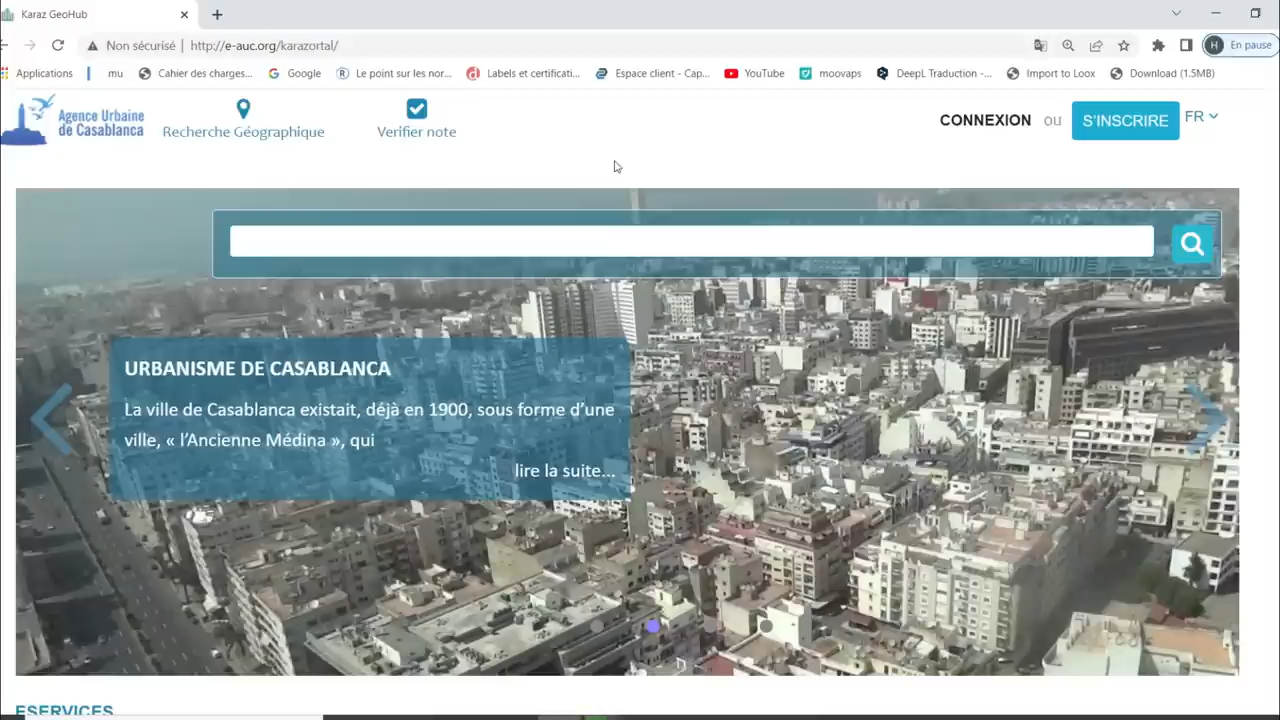 Karaz GeoHub
Non sécurisé | http://e-auc.org/karazortal/
En pause
H
Applications
mu
Cahier des charges...
Google
Le point sur les nor...
Labels et certificati...
Espace client - Cap...
YouTube
moovaps
DeepL Traduction -...
Import to Loox
Download (1.5MB)
Agence Urbaine
de Casablanca
Recherche Géographique
Verifier note
CONNEXION ou S'INSCRIRE
FR
URBANISME DE CASABLANCA
La ville de Casablanca existait, déjà en 1900, sous forme d’une
ville, « l’Ancienne Médina », qui
lire la suite...
ESERVICES